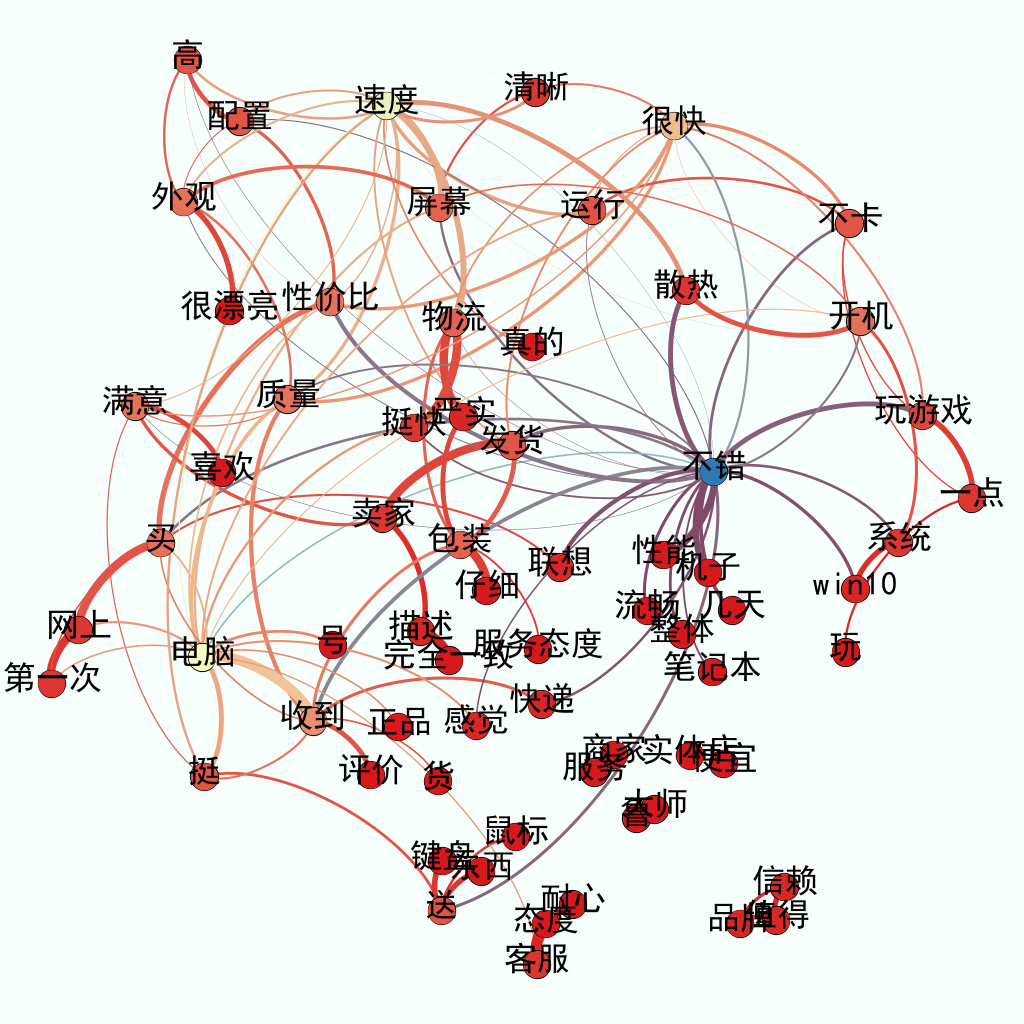 高
清晰
速度
配置
很快
外观
屏幕
运行
不卡
散热
很漂亮
性价比
物流
开机
真的
质量
满意
严实
挺快
玩游戏
发货
喜欢
不错
一点
卖家
买
包装
系统
性能
联想
机子
仔细
win10
流畅
几天
网上
描述
整体
号
服务态度
玩
电脑
完全一致
笔记本
第一次
快递
收到
正品
感觉
商家
实体店
便宜
服务
挺
评价
货
大师
鲁
鼠标
键盘
东西
信赖
耐心
送
态度
品牌
值得
客服